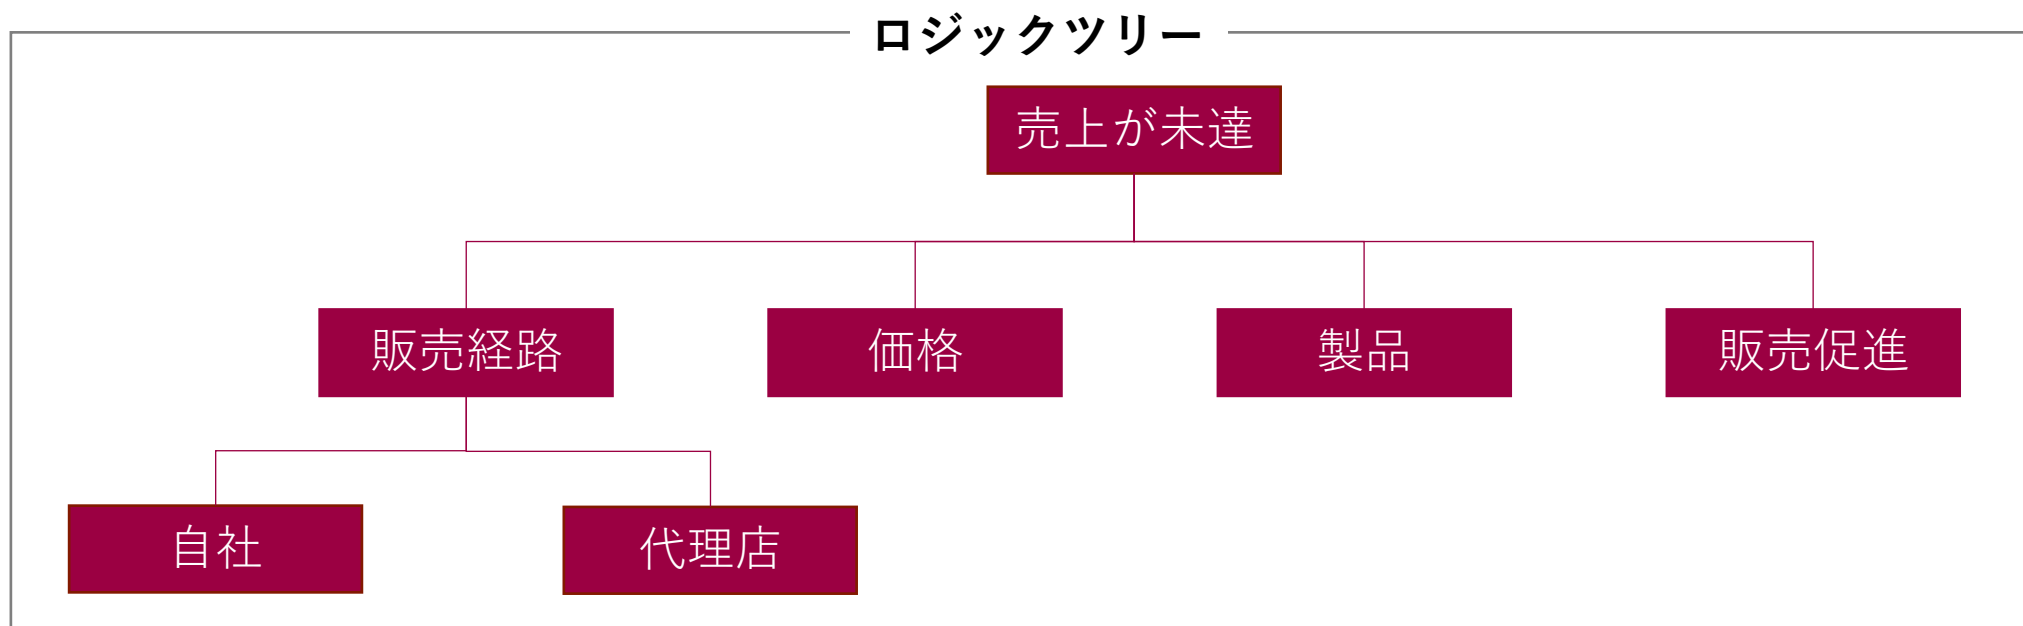 ロジックツリー
売上が未達
販売経路
価格
製品
販売促進
自社
代理店